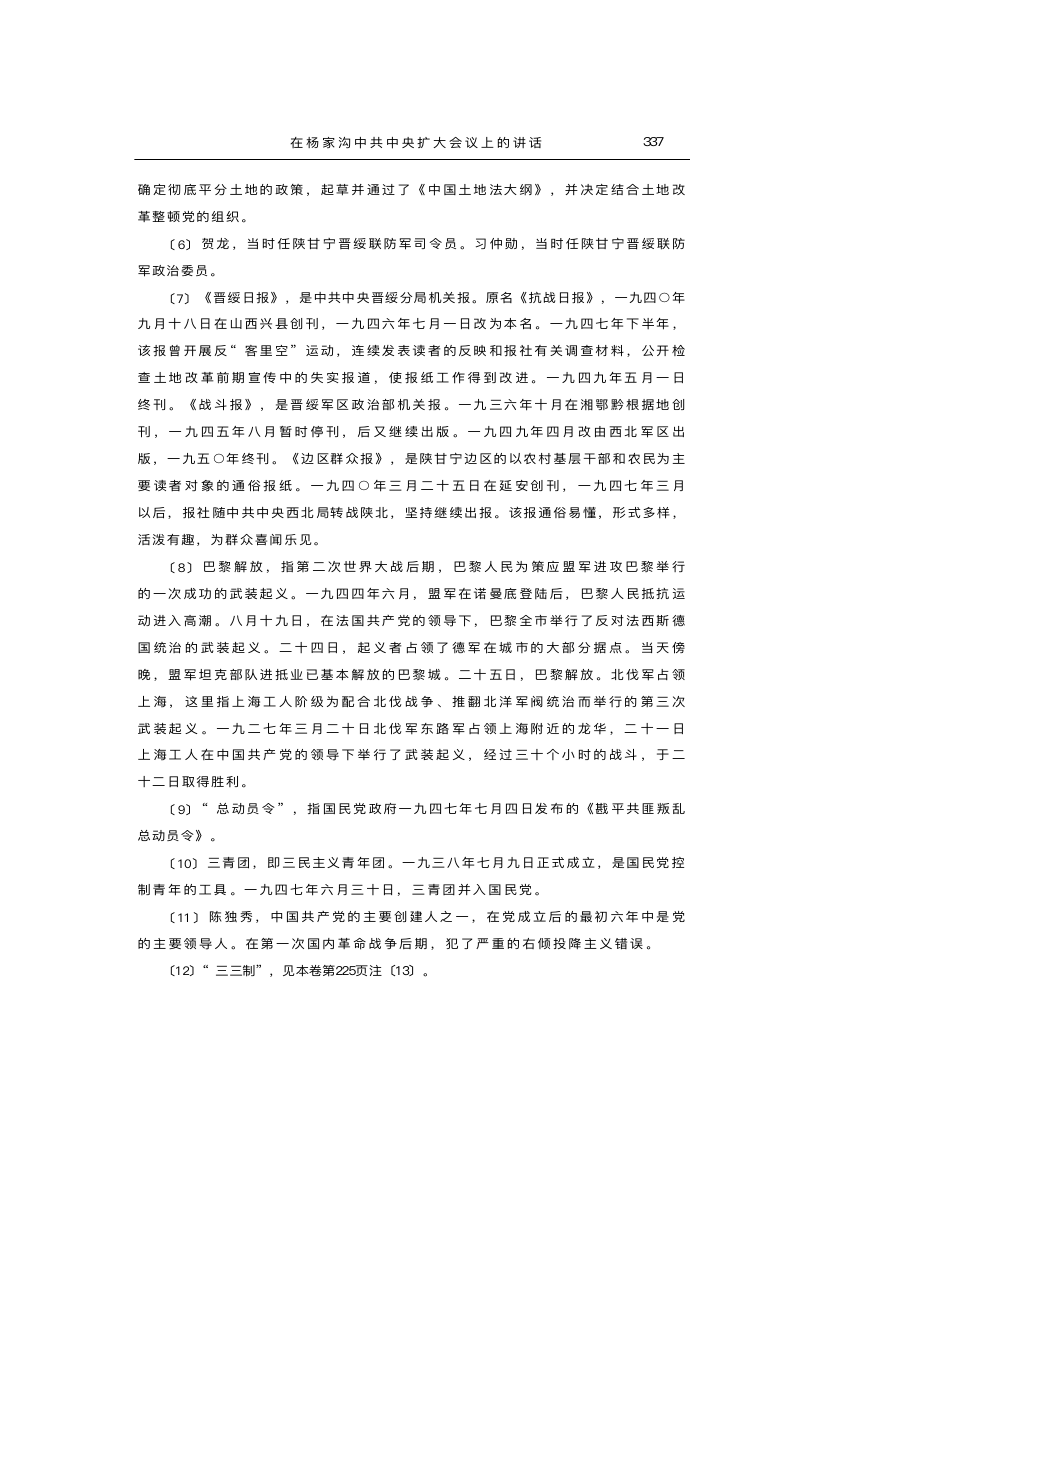 在杨家沟中共中央扩大会议上的讲话 337
确定彻底平分土地的政策，起草并通过了《中国土地法大纲》，并决定结合土地改
革整顿党的组织。
〔6〕贺龙，当时任陕甘宁晋绥联防军司令员。习仲勋，当时任陕甘宁晋绥联防
军政治委员。
〔7〕《晋绥日报》，是中共中央晋绥分局机关报。原名《抗战日报》，一九四○年
九月十八日在山西兴县创刊，一九四六年七月一日改为本名。一九四七年下半年，
该报曾开展反“客里空”运动，连续发表读者的反映和报社有关调查材料，公开检
查土地改革前期宣传中的失实报道，使报纸工作得到改进。一九四九年五月一日
终刊。《战斗报》，是晋绥军区政治部机关报。一九三六年十月在湘鄂黔根据地创
刊，一九四五年八月暂时停刊，后又继续出版。一九四九年四月改由西北军区出
版，一九五○年终刊。《边区群众报》，是陕甘宁边区的以农村基层干部和农民为主
要读者对象的通俗报纸。一九四○年三月二十五日在延安创刊，一九四七年三月
以后，报社随中共中央西北局转战陕北，坚持继续出报。该报通俗易懂，形式多样，
活泼有趣，为群众喜闻乐见。
〔8〕巴黎解放，指第二次世界大战后期，巴黎人民为策应盟军进攻巴黎举行
的一次成功的武装起义。一九四四年六月，盟军在诺曼底登陆后，巴黎人民抵抗运
动进入高潮。八月十九日，在法国共产党的领导下，巴黎全市举行了反对法西斯德
国统治的武装起义。二十四日，起义者占领了德军在城市的大部分据点。当天傍
晚，盟军坦克部队进抵业已基本解放的巴黎城。二十五日，巴黎解放。北伐军占领
上海，这里指上海工人阶级为配合北伐战争、推翻北洋军阀统治而举行的第三次
武装起义。一九二七年三月二十日北伐军东路军占领上海附近的龙华，二十一日
上海工人在中国共产党的领导下举行了武装起义，经过三十个小时的战斗，于二
十二日取得胜利。
〔9〕“总动员令”，指国民党政府一九四七年七月四日发布的《戡平共匪叛乱
总动员令》。
〔10〕三青团，即三民主义青年团。一九三八年七月九日正式成立，是国民党控
制青年的工具。一九四七年六月三十日，三青团并入国民党。
〔11〕陈独秀，中国共产党的主要创建人之一，在党成立后的最初六年中是党
的主要领导人。在第一次国内革命战争后期，犯了严重的右倾投降主义错误。
〔12〕“三三制”，见本卷第225页注〔13〕。